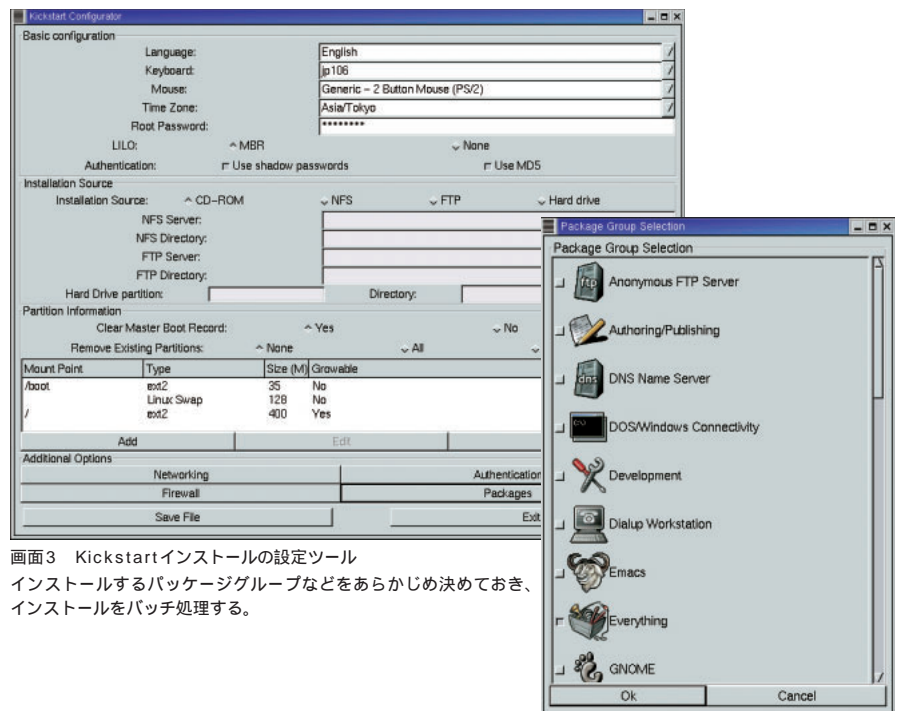 Kickstart Configurator
Basic configuration
Language: English
Keyboard: jp106
Mouse: Generic - 2 Button Mouse (PS/2)
Time Zone: Asia/Tokyo
Root Password: ********
LILO: MBR None
Authentication: Use shadow passwords Use MD5
Installation Source
Installation Source: CD-ROM NFS FTP Hard drive
NFS Server:
NFS Directory:
FTP Server:
FTP Directory:
Hard Drive partition: Directory:
Partition Information
Clear Master Boot Record: Yes No
Remove Existing Partitions: None All
Mount Point Type Size (M) Growable
/boot ext2 35 No
Linux Swap 128 No
/ ext2 400 Yes
Add Edit
Additional Options
Networking Authentication
Firewall Packages
Save File Exit
Package Group Selection
Package Group Selection
ftp Anonymous FTP Server
Authoring/Publishing
dns DNS Name Server
DOS/Windows Connectivity
Development
Dialup Workstation
Emacs
Everything
GNOME
Ok Cancel
画面3 Kickstartインストールの設定ツール
インストールするパッケージグループなどをあらかじめ決めておき、
インストールをバッチ処理する。